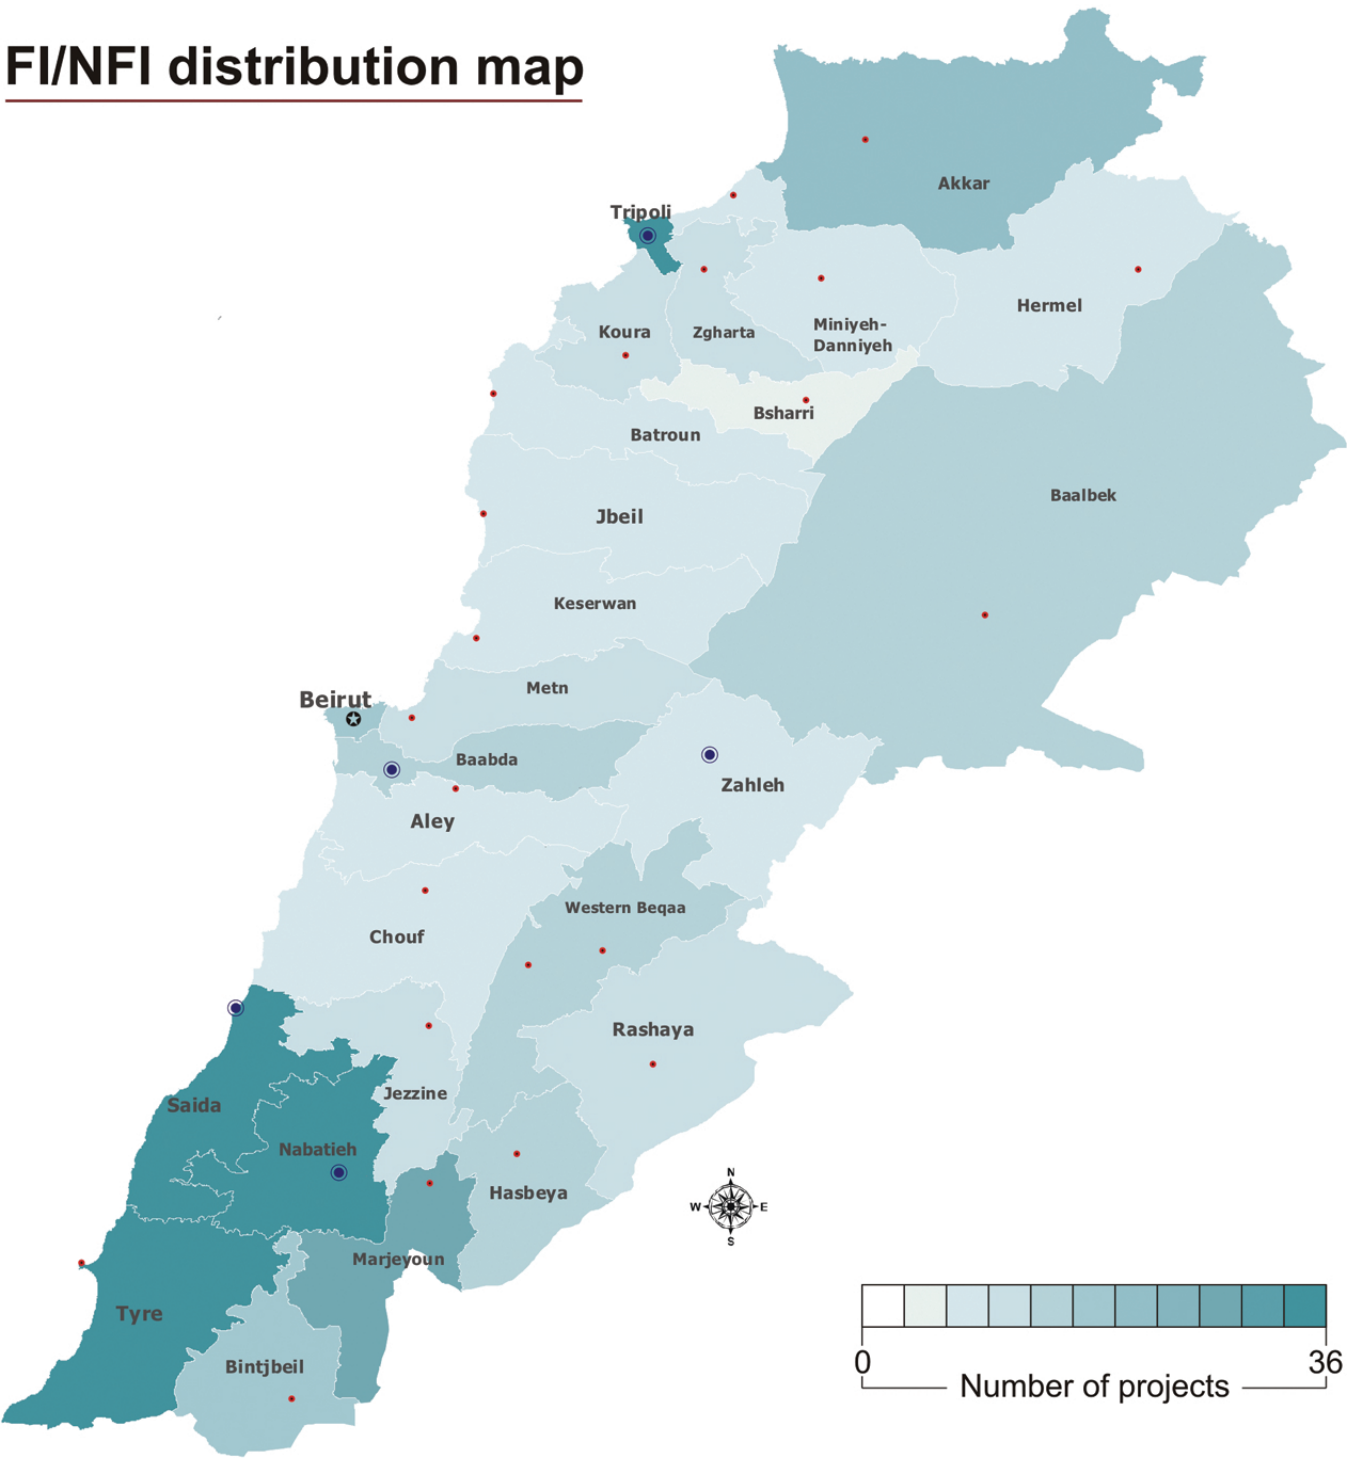 FI/NFI distribution map
Akkar
Tripoli
Hermel
Koura
Zgharta
Miniyeh-
Danniyeh
Bsharri
Batroun
Baalbek
Jbeil
Keserwan
Metn
Beirut
Baabda
Zahleh
Aley
Western Beqaa
Chouf
Rashaya
Jezzine
Saida
Nabatieh
Hasbeya
N
W E
S
Marjeyoun
Tyre
Bintjbeil
0 36
Number of projects